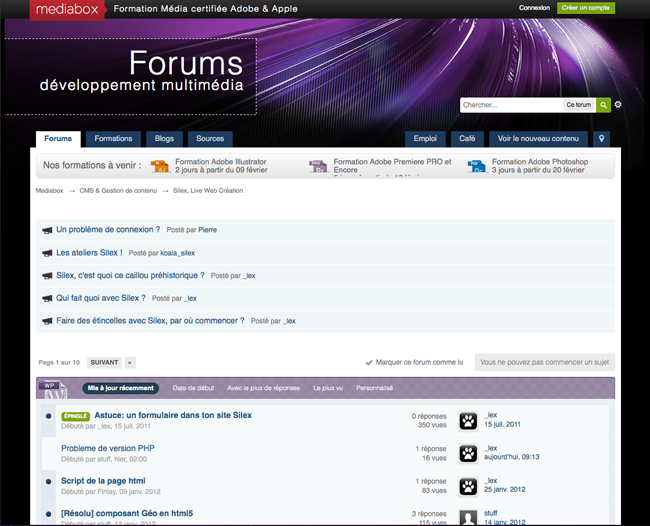 mediabox Formation Média certifiée Adobe & Apple Connexion Créer un compte
Forums
développement multimédia
Chercher... Ce forum
Forums Formations Blogs Sources Emploi Café Voir le nouveau contenu
Nos formations à venir : Formation Adobe Illustrator Formation Adobe Premiere PRO et Formation Adobe Photoshop
2 jours à partir du 09 février Encore 3 jours à partir du 20 février
Mediabox → CMS & Gestion de contenu → Silex, Live Web Création
Un problème de connexion ? Posté par Pierre
Les ateliers Silex ! Posté par koala_silex
Silex, c'est quoi ce caillou préhistorique ? Posté par _lex
Qui fait quoi avec Silex ? Posté par _lex
Faire des étincelles avec Silex, par où commencer ? Posté par _lex
Page 1 sur 10 SUIVANT » Marquer ce forum comme lu Vous ne pouvez pas commencer un sujet
WP Mis à jour récemment Date de début Avec le plus de réponses Le plus vu Personnalisé
ÉPINGLÉ Astuce: un formulaire dans ton site Silex 0 réponses _lex
Débuté par _lex, 15 juil. 2011 350 vues 15 juil. 2011
Probleme de version PHP 1 réponse _lex
Débuté par stuff, hier, 02:00 16 vues aujourd'hui, 09:13
Script de la page html 1 réponse _lex
Débuté par Finlay, 09 janv. 2012 83 vues 25 janv. 2012
[Résolu] composant Géo en html5 3 réponses stuff
Débuté par stuff, 12 janv. 2012 115 vues 14 janv. 2012